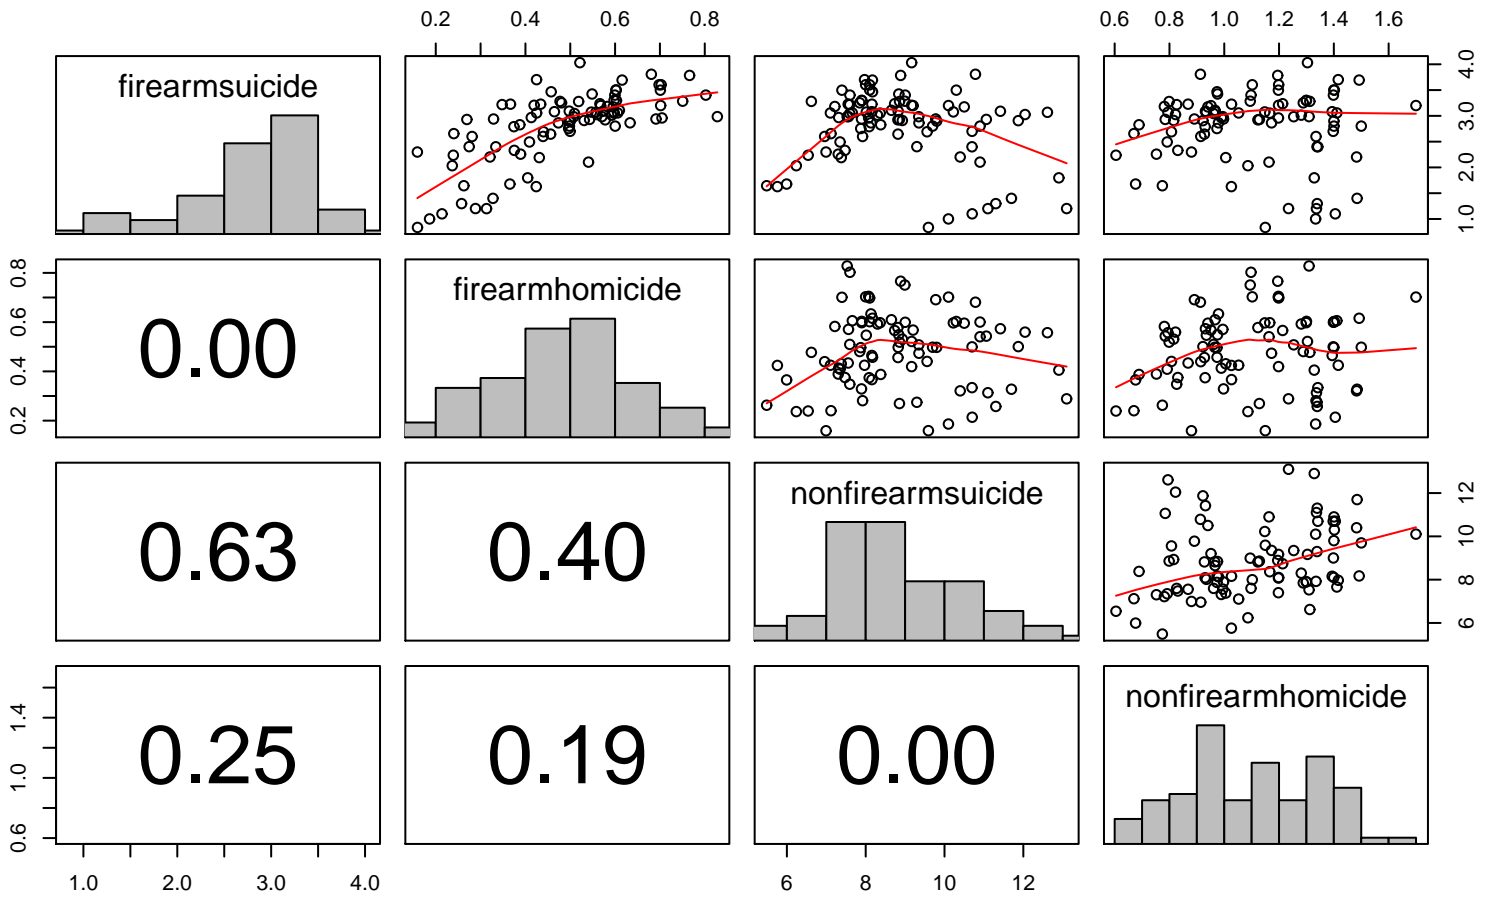 0.2 0.4 0.6 0.8 0.6 0.8 1.0 1.2 1.4 1.6
firearmsuicide
1.0 2.0 3.0 4.0
0.2 0.4 0.6 0.8
0.00
firearmhomicide
0.63
0.40
nonfirearmsuicide
6 8 10 12
0.6 1.0 1.4
0.25
0.19
0.00
nonfirearmhomicide
1.0 2.0 3.0 4.0 6 8 10 12